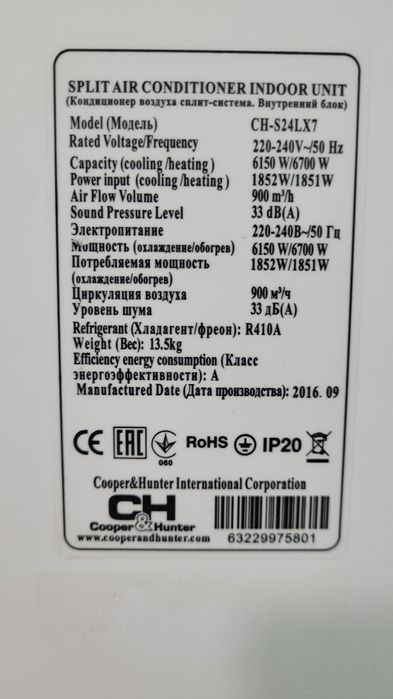 SPLIT AIR CONDITIONER INDOOR UNIT
(Кондиционер воздуха сплит-система. Внутренний блок)
Model (Модель) CH-S24LX7
Rated Voltage/Frequency 220-240V~/50 Hz
Capacity (cooling /heating) 6150 W/6700 W
Power input (cooling /heating) 1852W/1851W
Air Flow Volume 900 m³/h
Sound Pressure Level 33 dB(A)
Электропитание 220-240В~/50 Гц
Мощность (охлаждение/обогрев) 6150 W/6700 W
Потребляемая мощность 1852W/1851W
(охлаждение/обогрев)
Циркуляция воздуха 900 м³/ч
Уровень шума 33 дБ(А)
Refrigerant (Хладагент/фреон): R410A
Weight (Вес): 13.5kg
Efficiency energy consumption (Класс
энергоэффективности): A
Manufactured Date (Дата производства): 2016. 09
CE EAC 060 RoHS IP20
Cooper&Hunter International Corporation
CH
Cooper&Hunter
www.cooperandhunter.com 63229975801